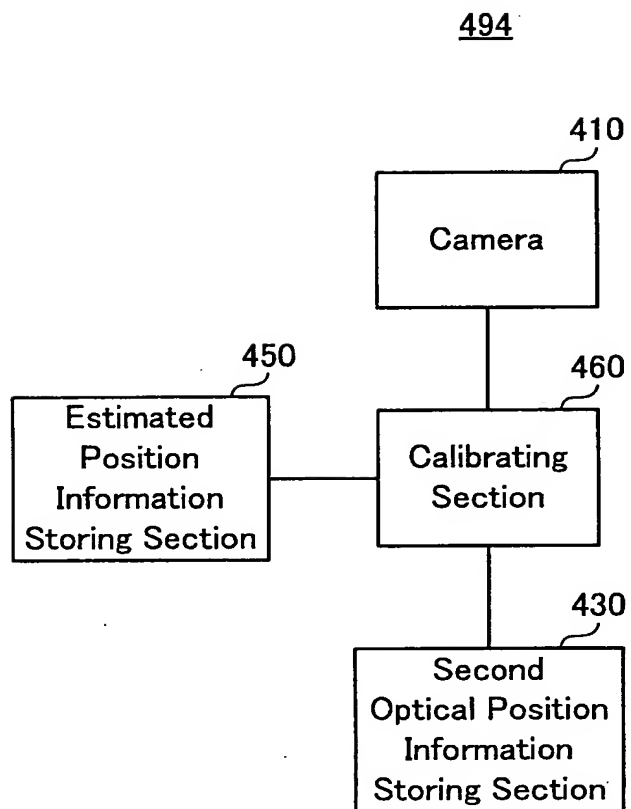 494
410
Camera
450
Estimated
Position
Information
Storing Section
460
Calibrating
Section
430
Second
Optical Position
Information
Storing Section